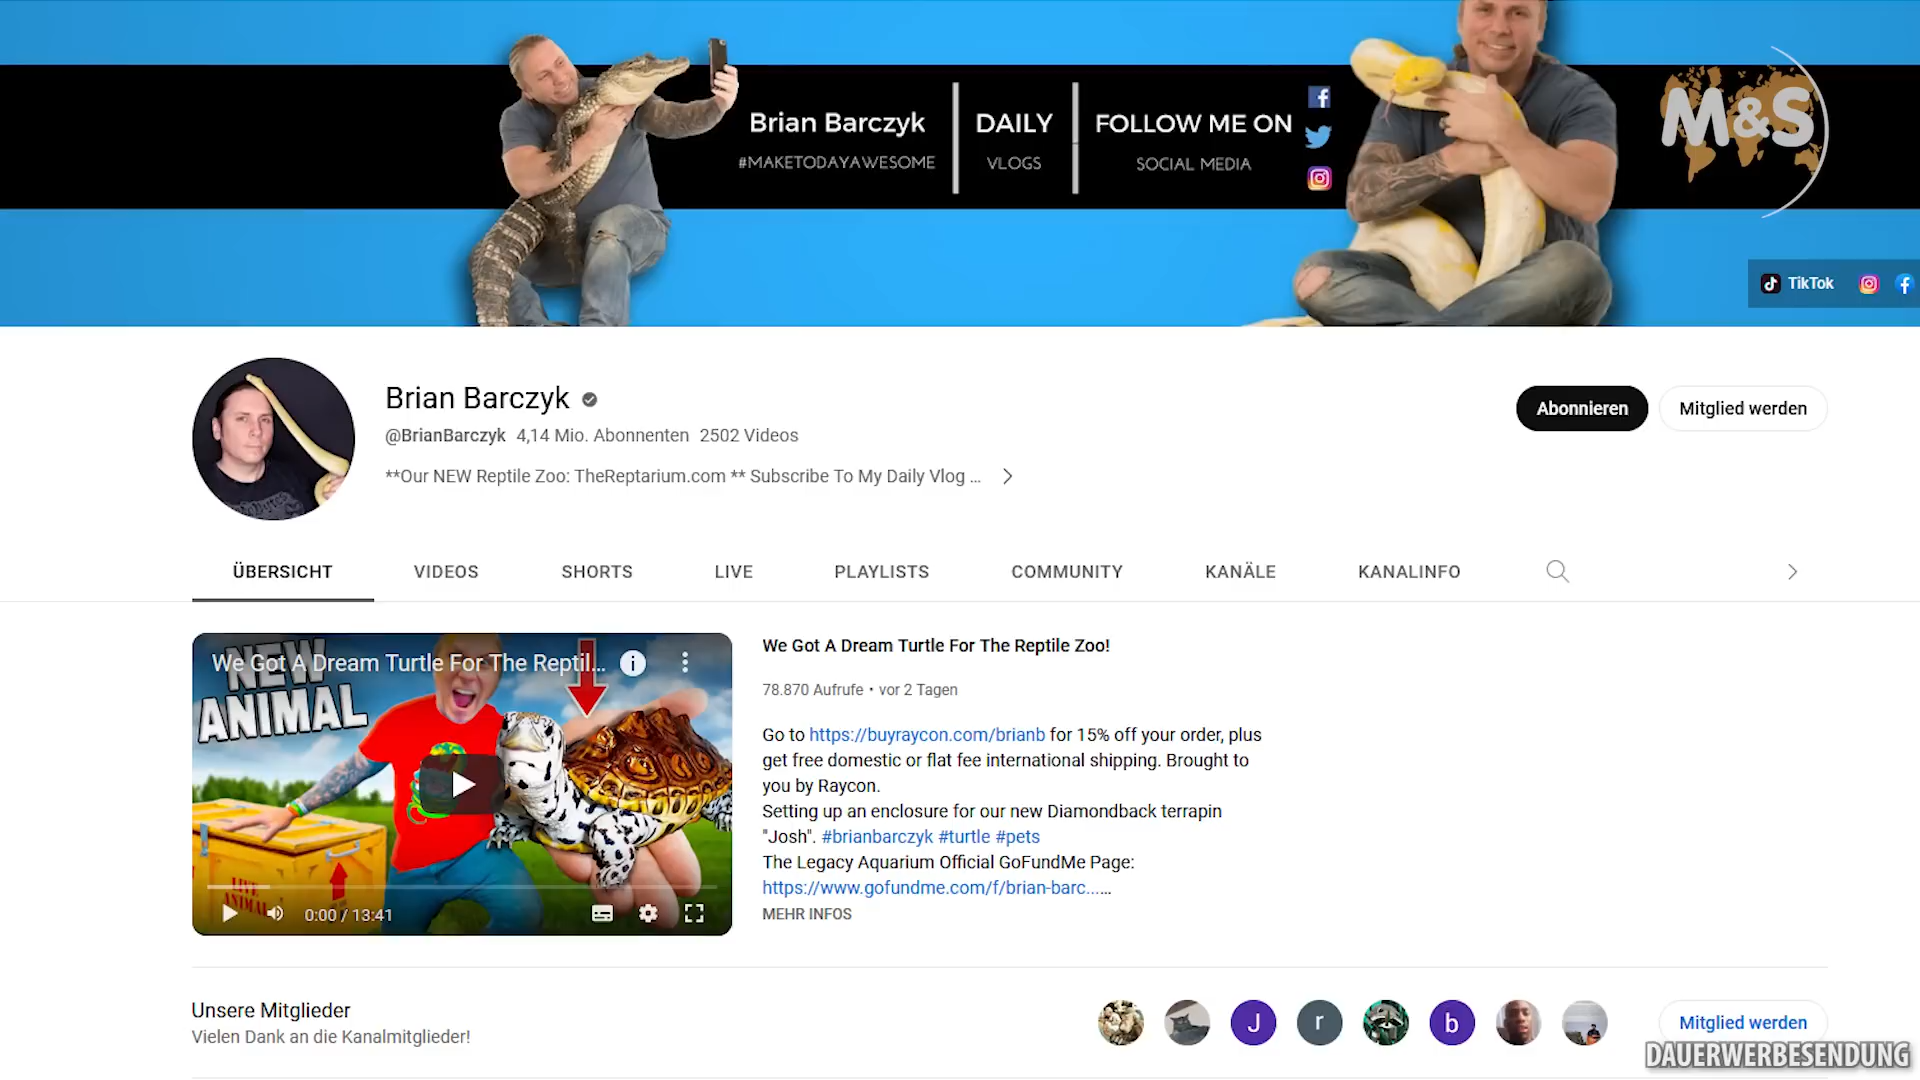 Brian Barczyk
#MAKETODAYAWESOME
DAILY
VLOGS
FOLLOW ME ON
SOCIAL MEDIA
M&S
TikTok
Brian Barczyk
@BrianBarczyk 4,14 Mio. Abonnenten 2502 Videos
**Our NEW Reptile Zoo: TheReptarium.com ** Subscribe To My Daily Vlog ...
Abonnieren
Mitglied werden
ÜBERSICHT
VIDEOS
SHORTS
LIVE
PLAYLISTS
COMMUNITY
KANÄLE
KANALINFO
We Got A Dream Turtle For The Reptil...
NEW
ANIMAL
LIVE
ANIMAL
0:00 / 13:41
We Got A Dream Turtle For The Reptile Zoo!
78.870 Aufrufe • vor 2 Tagen
Go to https://buyraycon.com/brianb for 15% off your order, plus
get free domestic or flat fee international shipping. Brought to
you by Raycon.
Setting up an enclosure for our new Diamondback terrapin
"Josh". #brianbarczyk #turtle #pets
The Legacy Aquarium Official GoFundMe Page:
https://www.gofundme.com/f/brian-barc......
MEHR INFOS
Unsere Mitglieder
Vielen Dank an die Kanalmitglieder!
J
r
b
Mitglied werden
DAUERWERBESENDUNG